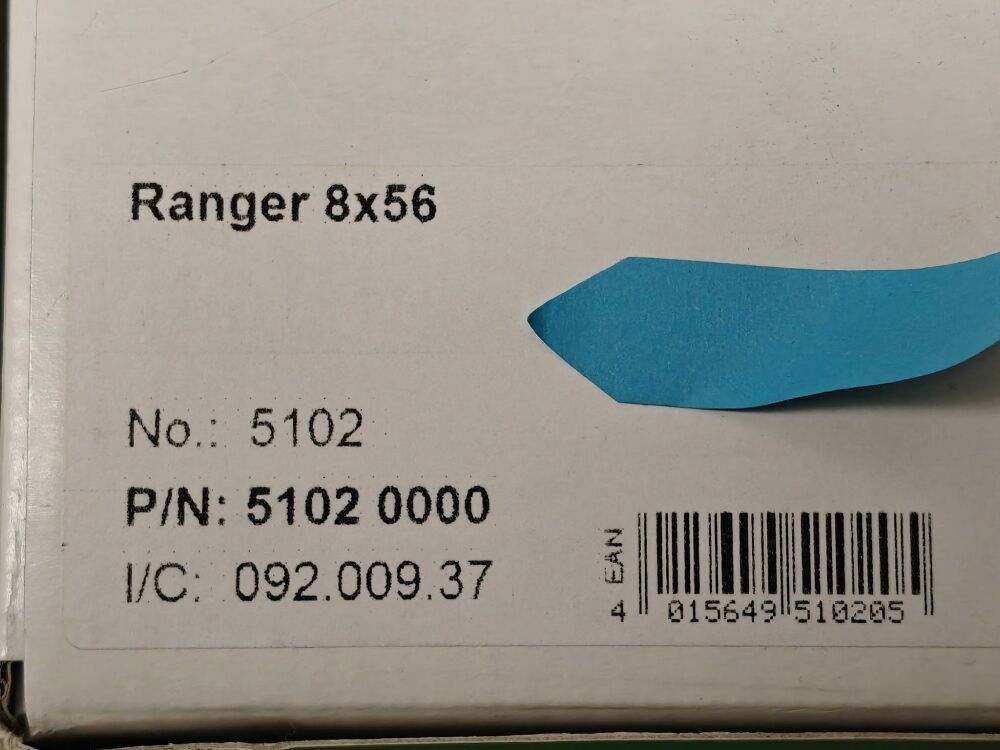 Ranger 8x56
No.: 5102
P/N: 5102 0000
I/C: 092.009.37
EAN
4 015649 510205